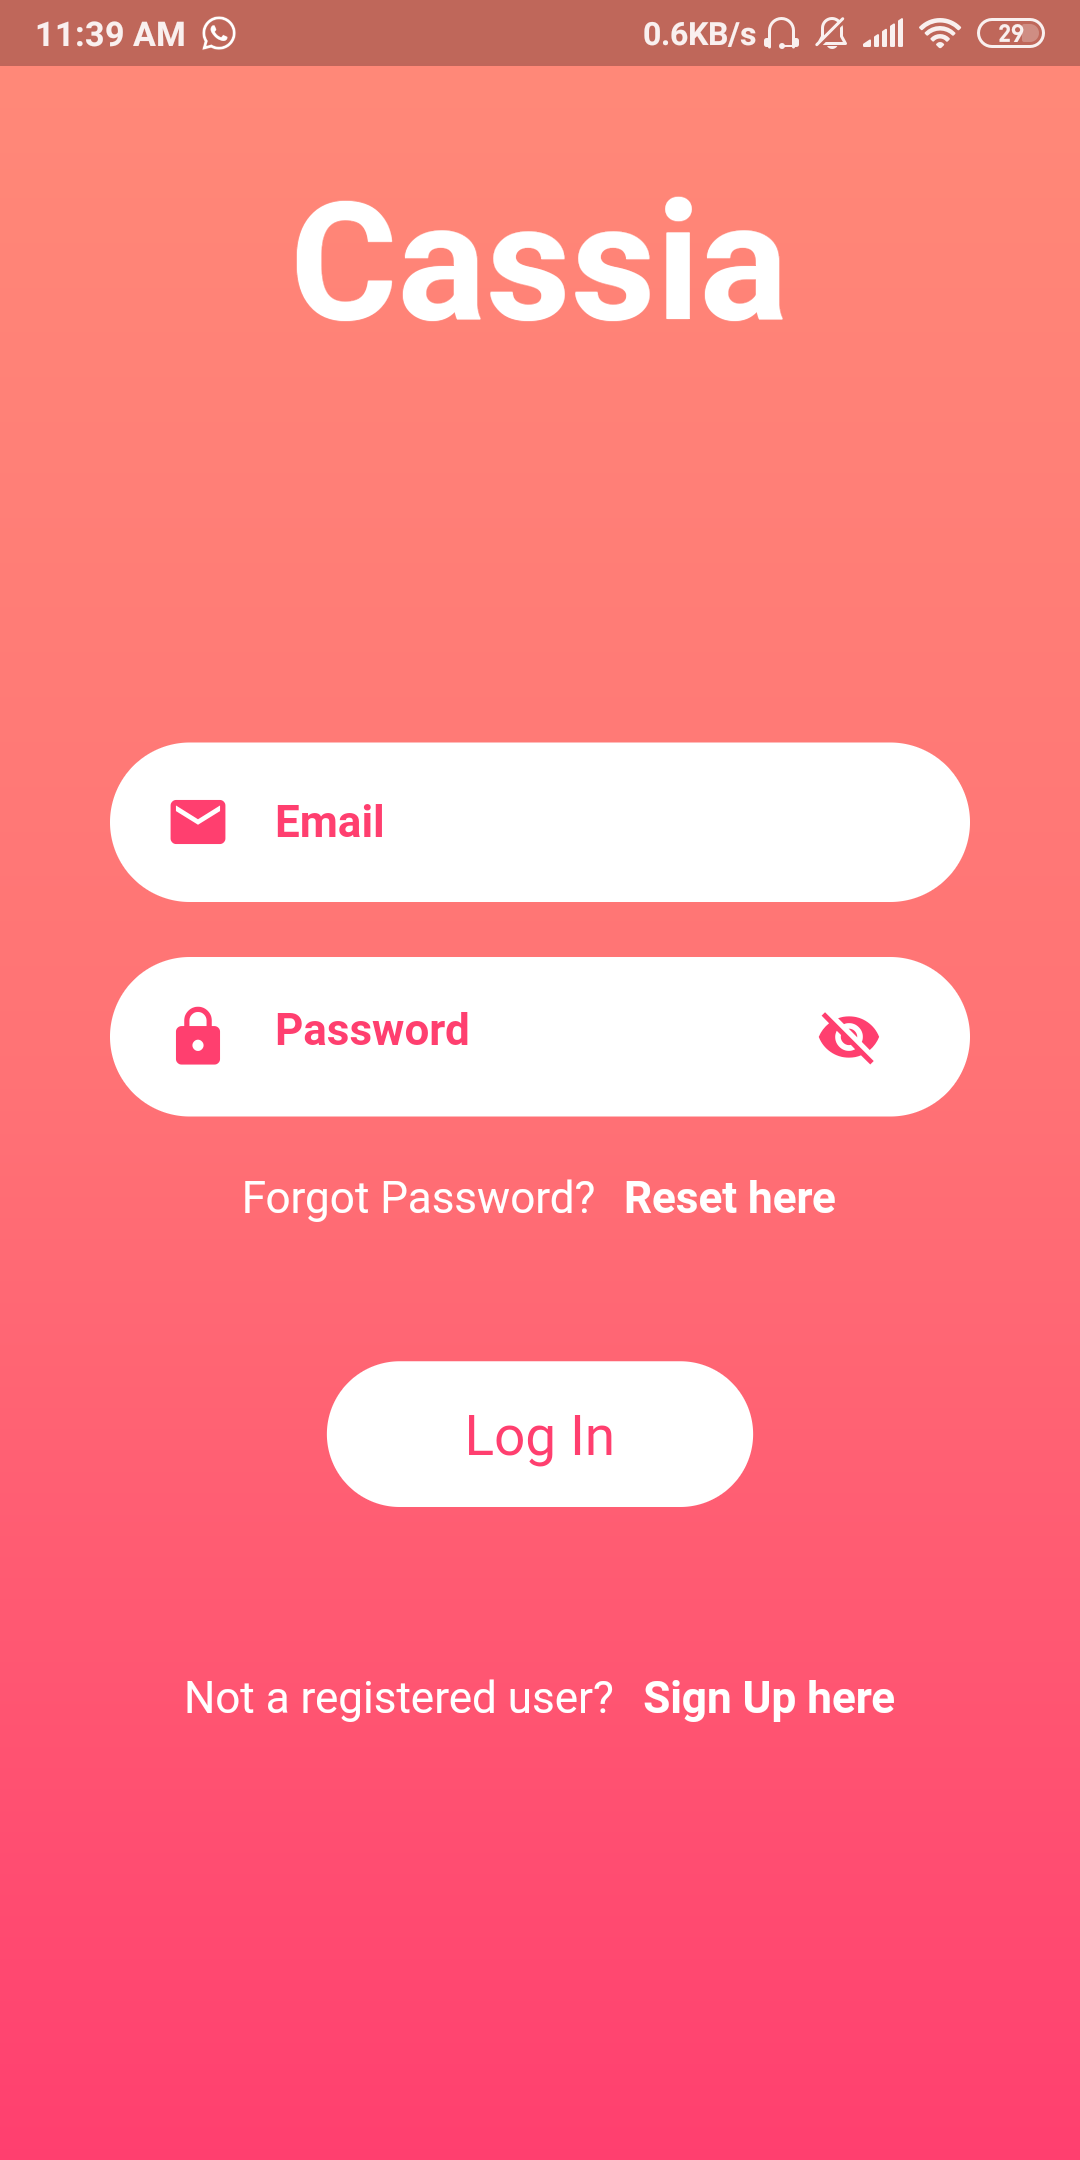 11:39 AM 0.6KB/s 29
Cassia
Email
Password
Forgot Password? Reset here
Log In
Not a registered user? Sign Up here